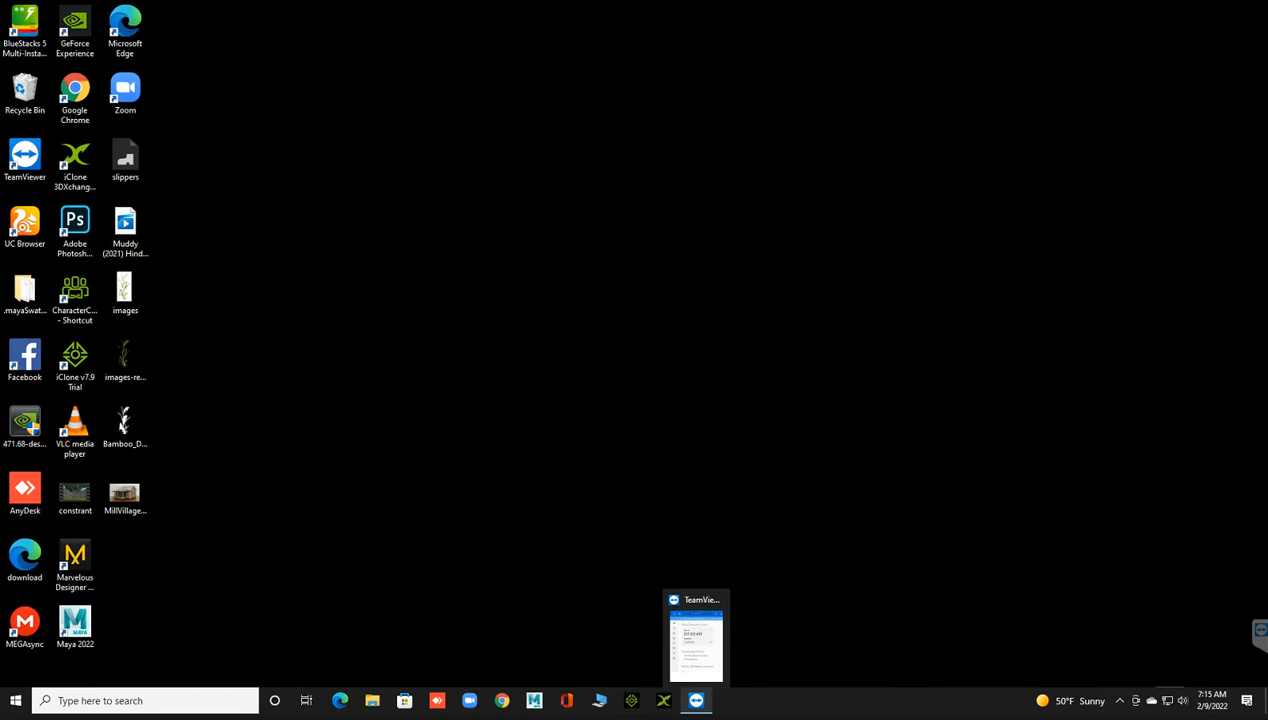 BlueStacks 5
Multi-Insta...
GeForce
Experience
Microsoft
Edge
Recycle Bin
Google
Chrome
Zoom
TeamViewer
iClone
3DXchang...
slippers
UC Browser
Ps
Adobe
Photosh...
Muddy
(2021) Hind...
.mayaSwat...
CharacterC...
- Shortcut
images
Facebook
iClone v7.9
Trial
images-re...
471.68-des...
VLC media
player
Bamboo_D...
AnyDesk
constrant
MillVillage...
download
Marvelous
Designer ...
MEGAsync
Maya 2022
TeamVie...
Type here to search
50°F Sunny
7:15 AM
2/9/2022